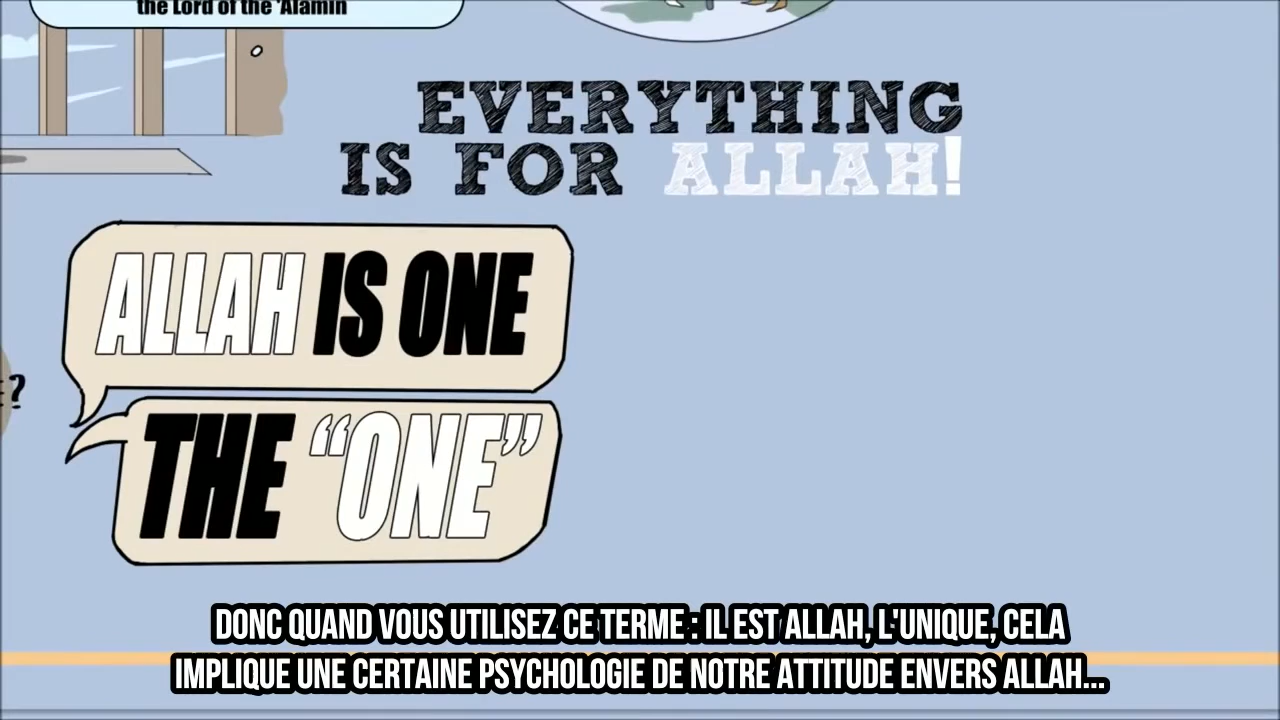 the Lord of the 'Alamin
EVERYTHING
IS FOR ALLAH!
ALLAH IS ONE
?
THE “ONE”
DONC QUAND VOUS UTILISEZ CE TERME : IL EST ALLAH, L'UNIQUE, CELA
IMPLIQUE UNE CERTAINE PSYCHOLOGIE DE NOTRE ATTITUDE ENVERS ALLAH...